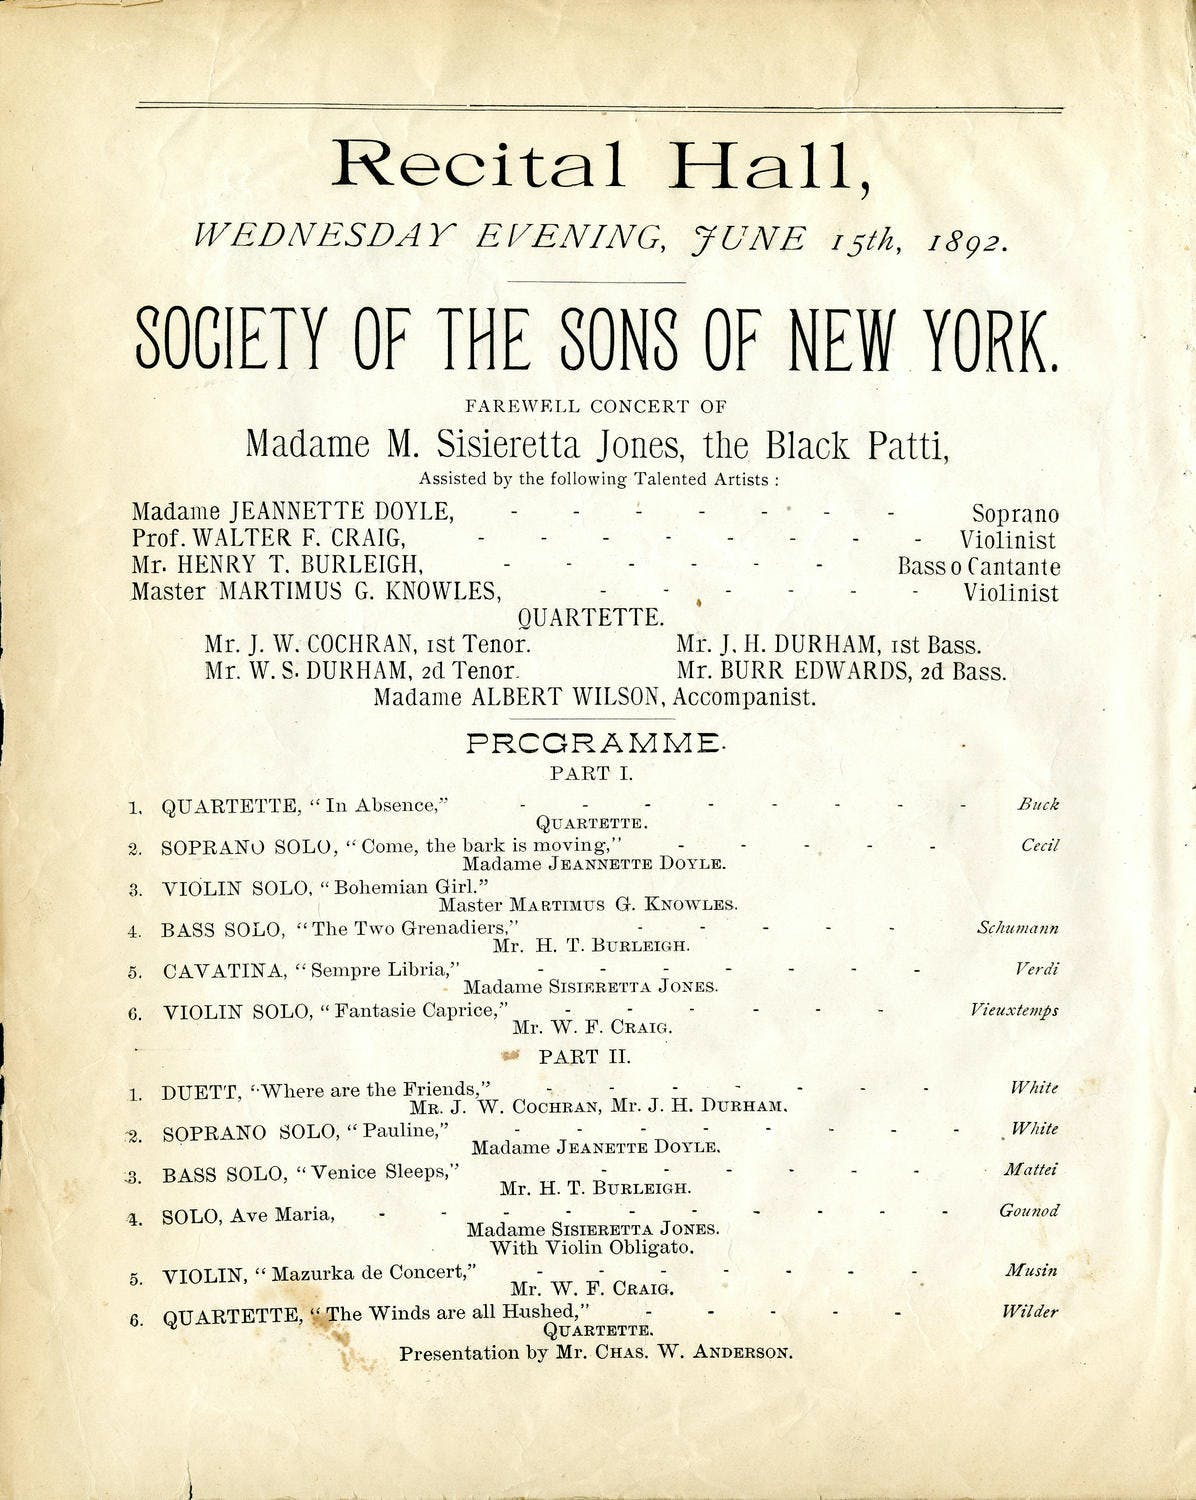 Recital Hall,
WEDNESDAY EVENING, JUNE 15th, 1892.
SOCIETY OF THE SONS OF NEW YORK.
FAREWELL CONCERT OF
Madame M. Sisieretta Jones, the Black Patti,
Assisted by the following Talented Artists :
Madame JEANNETTE DOYLE, - - - - - - - Soprano
Prof. WALTER F. CRAIG, - - - - - - - - Violinist
Mr. HENRY T. BURLEIGH, - - - - - - Basso Cantante
Master MARTIMUS G. KNOWLES, - - - - - - Violinist
QUARTETTE.
Mr. J. W. COCHRAN, 1st Tenor. Mr. J. H. DURHAM, 1st Bass.
Mr. W. S. DURHAM, 2d Tenor. Mr. BURR EDWARDS, 2d Bass.
Madame ALBERT WILSON, Accompanist.
PROGRAMME.
PART I.
1. QUARTETTE, "In Absence," - - - - - - - - Buck
QUARTETTE.
2. SOPRANO SOLO, "Come, the bark is moving," - - - - - Cecil
Madame JEANNETTE DOYLE.
3. VIOLIN SOLO, "Bohemian Girl."
Master MARTIMUS G. KNOWLES.
4. BASS SOLO, "The Two Grenadiers," - - - - - Schumann
Mr. H. T. BURLEIGH.
5. CAVATINA, "Sempre Libria," - - - - - - - Verdi
Madame SISIERETTA JONES.
6. VIOLIN SOLO, "Fantasie Caprice," - - - - - - Vieuxtemps
Mr. W. F. CRAIG.
PART II.
1. DUETT, "Where are the Friends," - - - - - - - White
MR. J. W. COCHRAN, Mr. J. H. DURHAM.
2. SOPRANO SOLO, "Pauline," - - - - - - - - White
Madame JEANETTE DOYLE.
3. BASS SOLO, "Venice Sleeps," - - - - - - Mattei
Mr. H. T. BURLEIGH.
4. SOLO, Ave Maria, - - - - - - - - - - Gounod
Madame SISIERETTA JONES.
With Violin Obligato.
5. VIOLIN, "Mazurka de Concert," - - - - - - - Musin
Mr. W. F. CRAIG.
6. QUARTETTE, "The Winds are all Hushed," - - - - - Wilder
QUARTETTE.
Presentation by Mr. CHAS. W. ANDERSON.